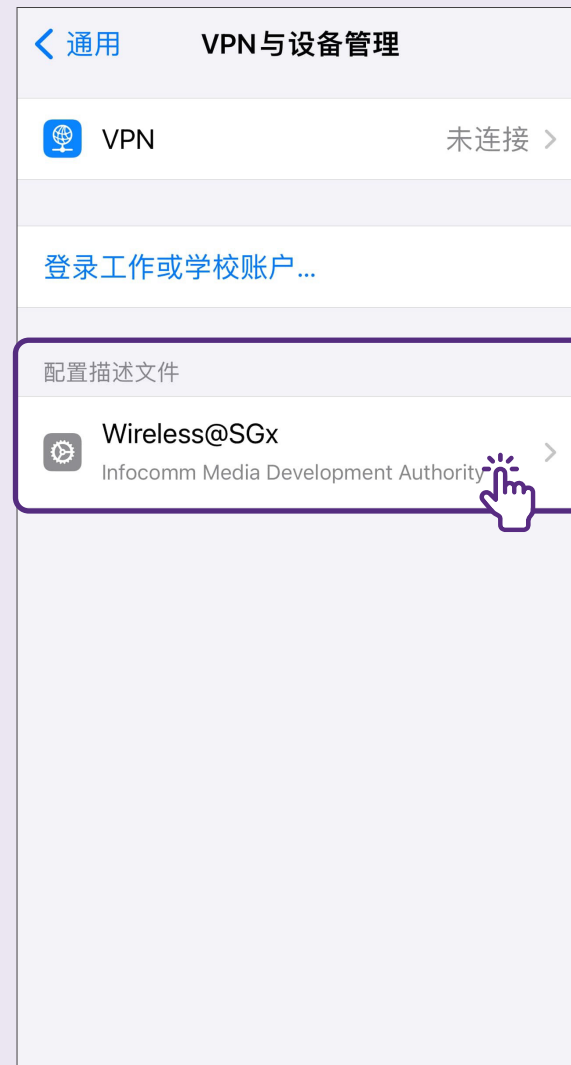 通用
VPN与设备管理
VPN
未连接
登录工作或学校账户...
配置描述文件
Wireless@SGx
Infocomm Media Development Authority